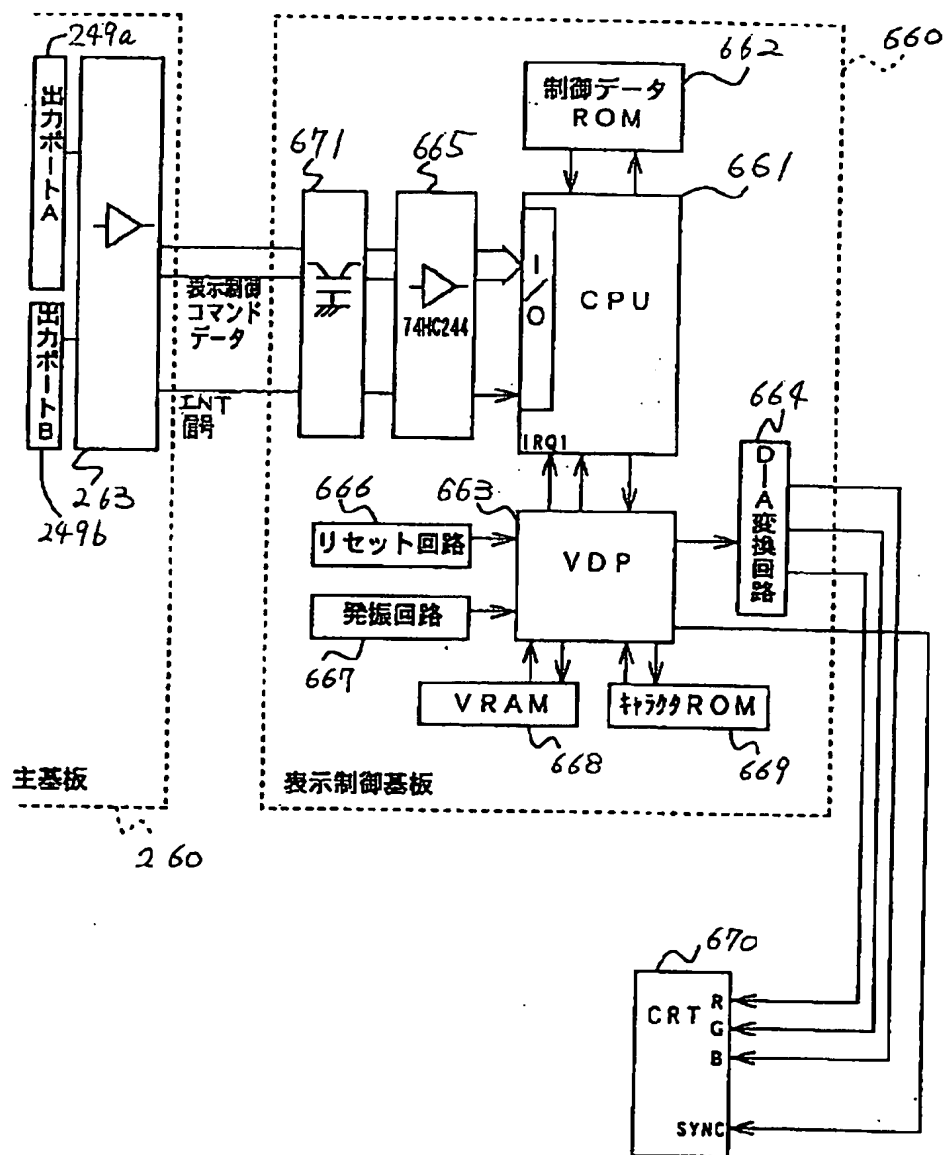 249a
出力ポートA
出力ポートB
263
249b
表示制御
コマンド
データ
INT
信号
主基板
260
660
662
制御データ
ROM
671
665
661
74HC244
I/O
CPU
IRQ1
664
D-A変換回路
666
リセット回路
663
VDP
発振回路
667
VRAM
668
キャラクタROM
669
表示制御基板
670
CRT
R
G
B
SYNC